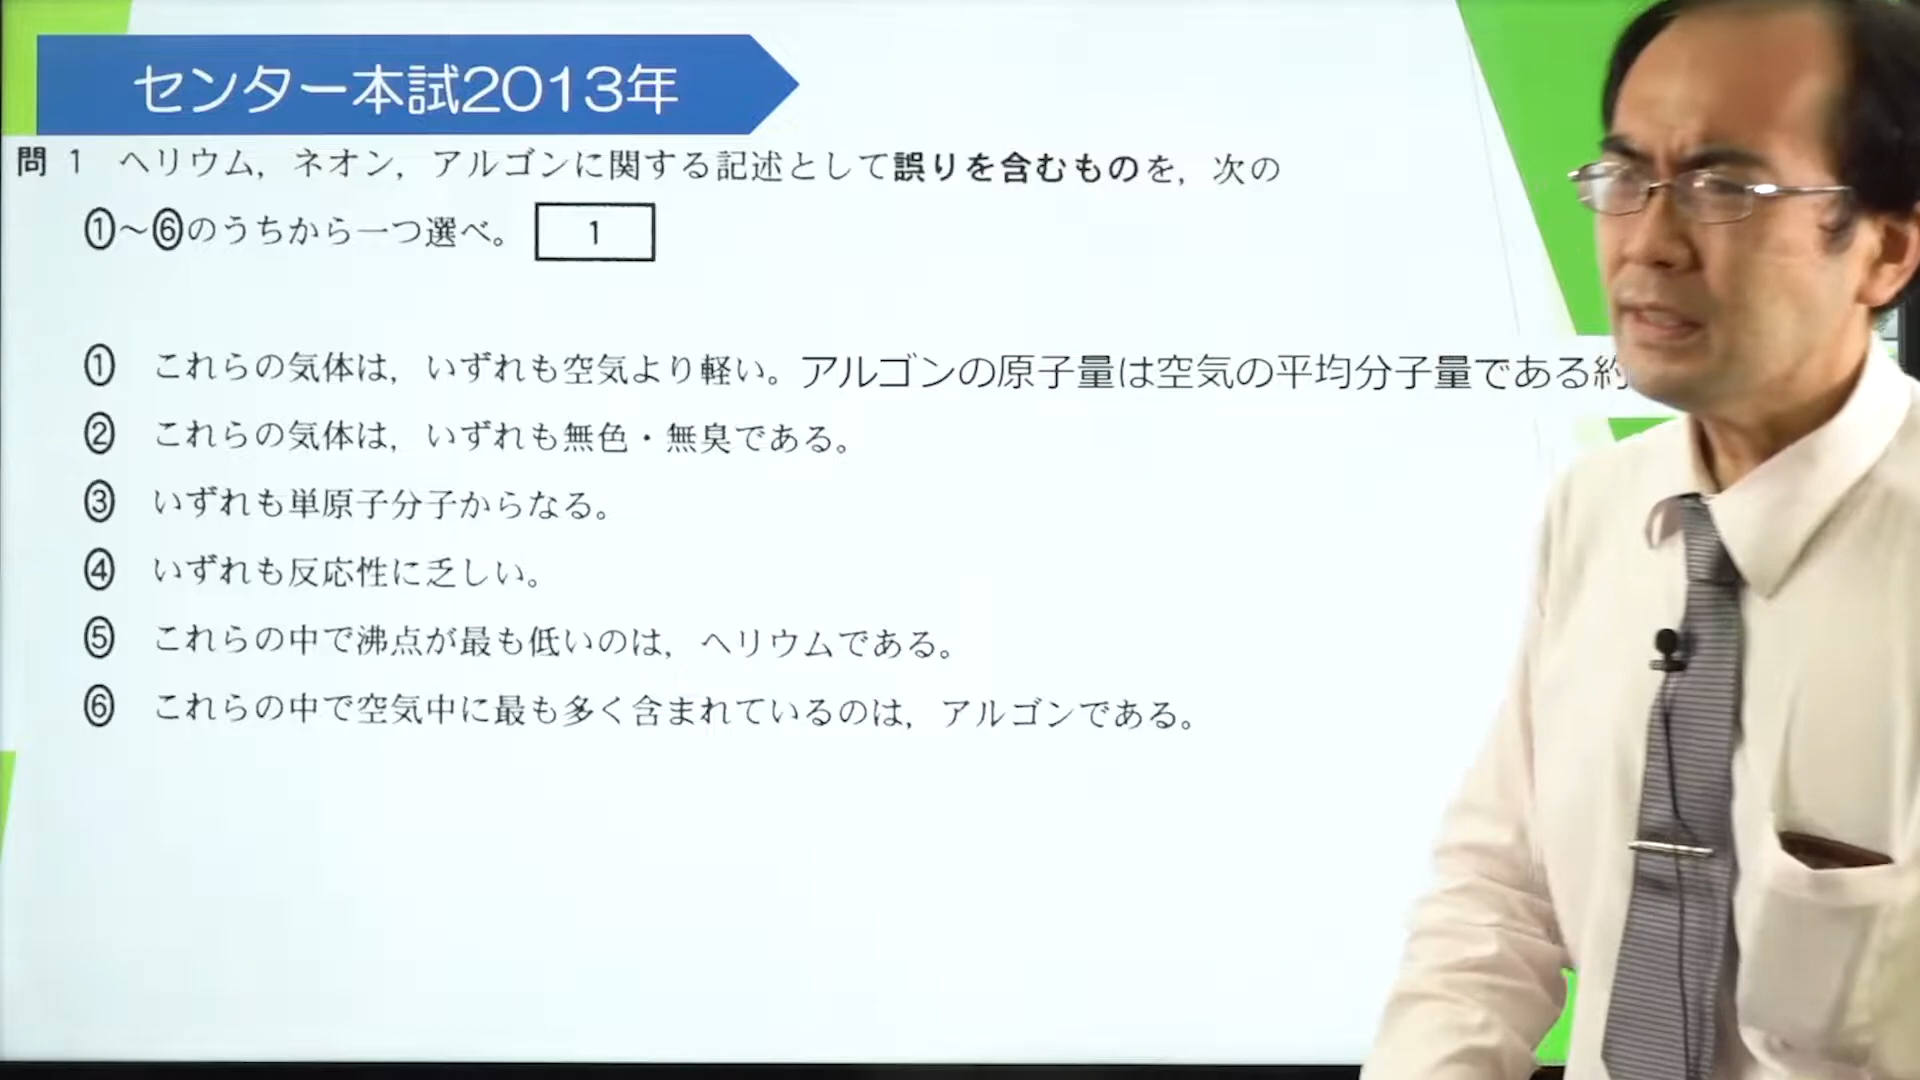 センター本試2013年
問 1 ヘリウム，ネオン，アルゴンに関する記述として誤りを含むものを，次の
①～⑥のうちから一つ選べ。 1
① これらの気体は，いずれも空気より軽い。アルゴンの原子量は空気の平均分子量である約
② これらの気体は，いずれも無色・無臭である。
③ いずれも単原子分子からなる。
④ いずれも反応性に乏しい。
⑤ これらの中で沸点が最も低いのは，ヘリウムである。
⑥ これらの中で空気中に最も多く含まれているのは，アルゴンである。